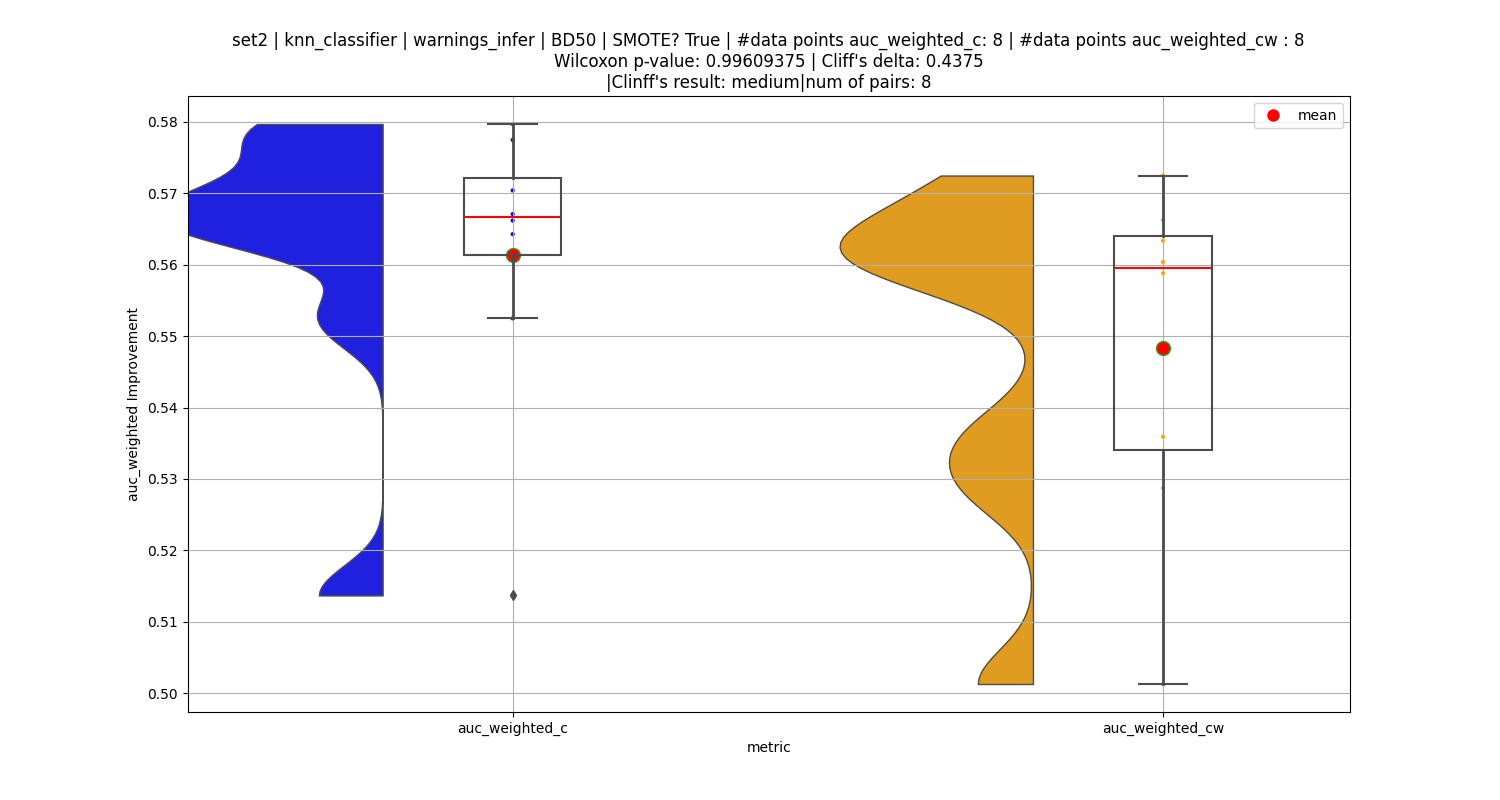 set2 | knn_classifier | warnings_infer | BD50 | SMOTE? True | #data points auc_weighted_c: 8 | #data points auc_weighted_cw : 8
Wilcoxon p-value: 0.99609375 | Cliff's delta: 0.4375
|Clinff's result: medium|num of pairs: 8
mean
0.58
0.57
0.56
0.55
0.54
0.53
0.52
0.51
0.50
auc_weighted Improvement
auc_weighted_c
auc_weighted_cw
metric